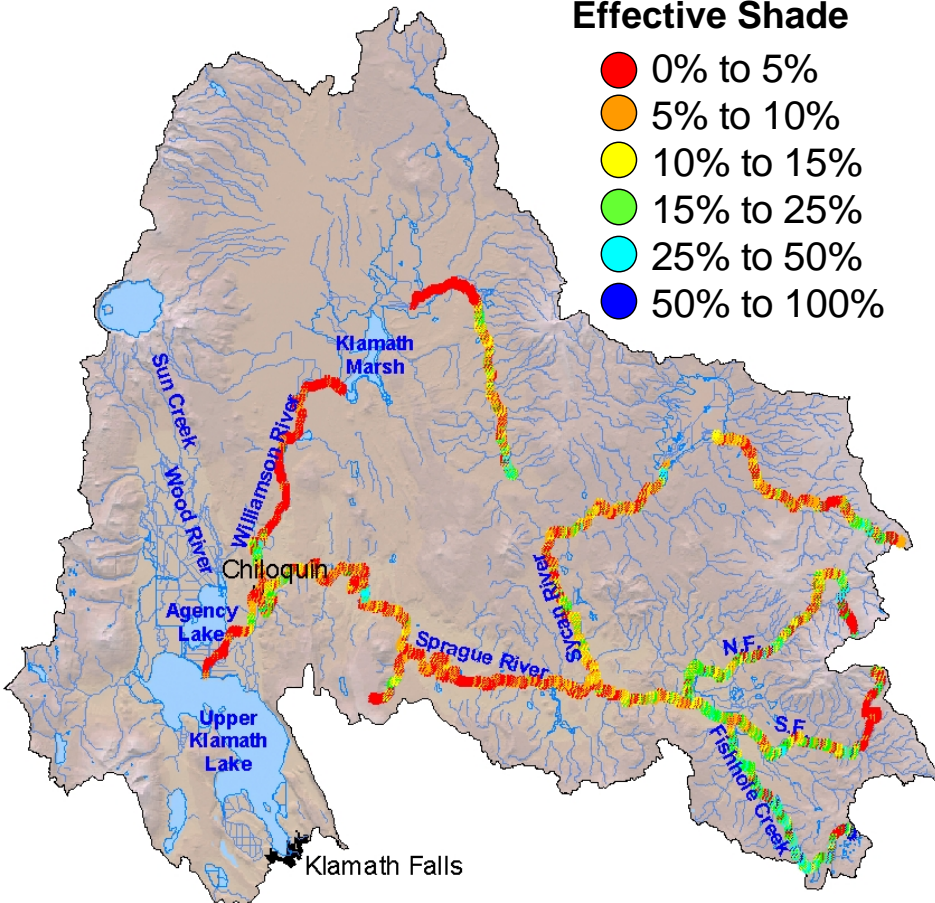 Effective Shade
0% to 5%
5% to 10%
10% to 15%
15% to 25%
25% to 50%
50% to 100%
Klamath
Marsh
Sun Creek
Williamson River
Wood River
Chiloquin
Sycan River
Agency
Lake
Sprague River
N.F.
S.F.
Upper
Klamath
Lake
Fishhole Creek
Klamath Falls